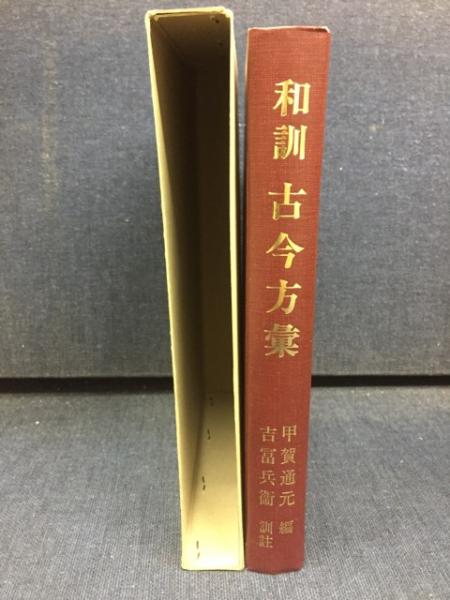 和訓 古今方彙
甲賀通元 編
吉冨兵衛 訓註